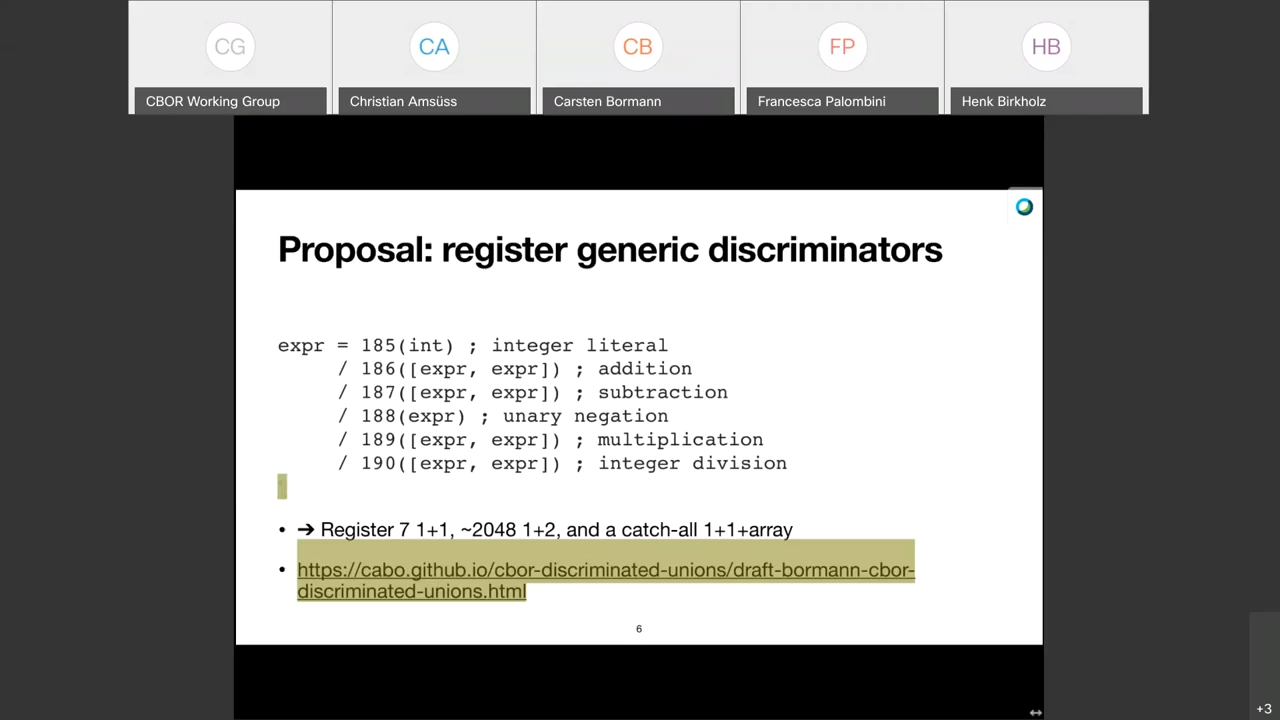 CG
CA
CB
FP
HB
CBOR Working Group
Christian Amsüss
Carsten Bormann
Francesca Palombini
Henk Birkholz
Proposal: register generic discriminators
expr = 185(int) ; integer literal
/ 186([expr, expr]) ; addition
/ 187([expr, expr]) ; subtraction
/ 188(expr) ; unary negation
/ 189([expr, expr]) ; multiplication
/ 190([expr, expr]) ; integer division
• ➔ Register 7 1+1, ~2048 1+2, and a catch-all 1+1+array
• https://cabo.github.io/cbor-discriminated-unions/draft-bormann-cbor-
discriminated-unions.html
6
+3